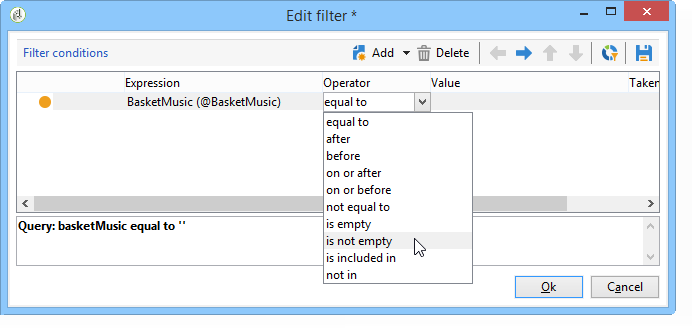 Edit filter *
Filter conditions Add Delete
Expression Operator Value Taken
BasketMusic (@BasketMusic) equal to
equal to
after
before
on or after
on or before
not equal to
is empty
is not empty
is included in
not in
Query: basketMusic equal to ''
Ok Cancel